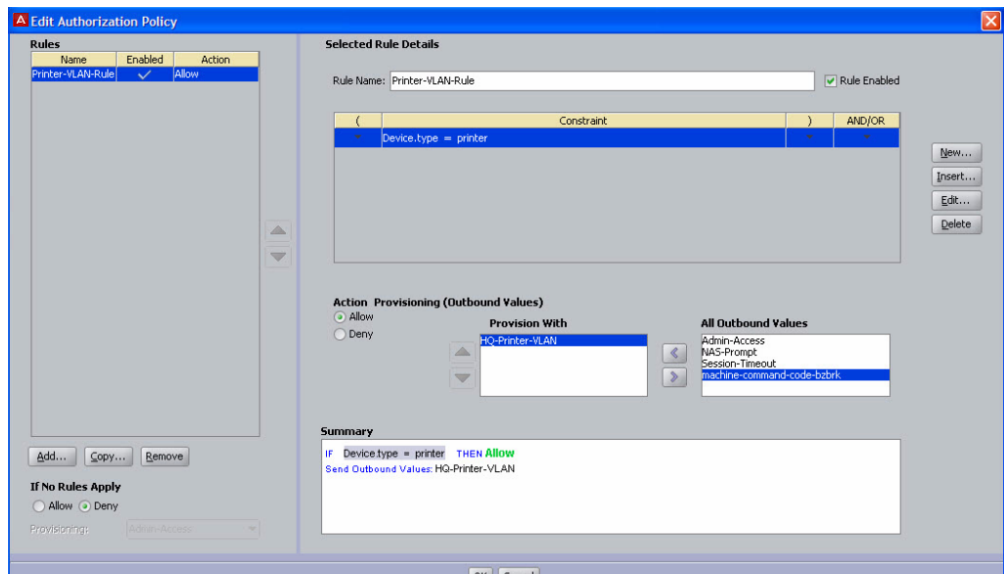 Edit Authorization Policy
Rules
Name Enabled Action
Printer-VLAN-Rule Allow
Add... Copy... Remove
If No Rules Apply
Allow Deny
Provisioning: Admin-Access
Selected Rule Details
Rule Name: Printer-VLAN-Rule Rule Enabled
( Constraint ) AND/OR
Device.type = printer
New...
Insert...
Edit...
Delete
Action Provisioning (Outbound Values)
Allow
Deny
Provision With
HQ-Printer-VLAN
All Outbound Values
Admin-Access
NAS-Prompt
Session-Timeout
machine-command-code-bzbrk
Summary
IF Device.type = printer THEN Allow
Send Outbound Values: HQ-Printer-VLAN